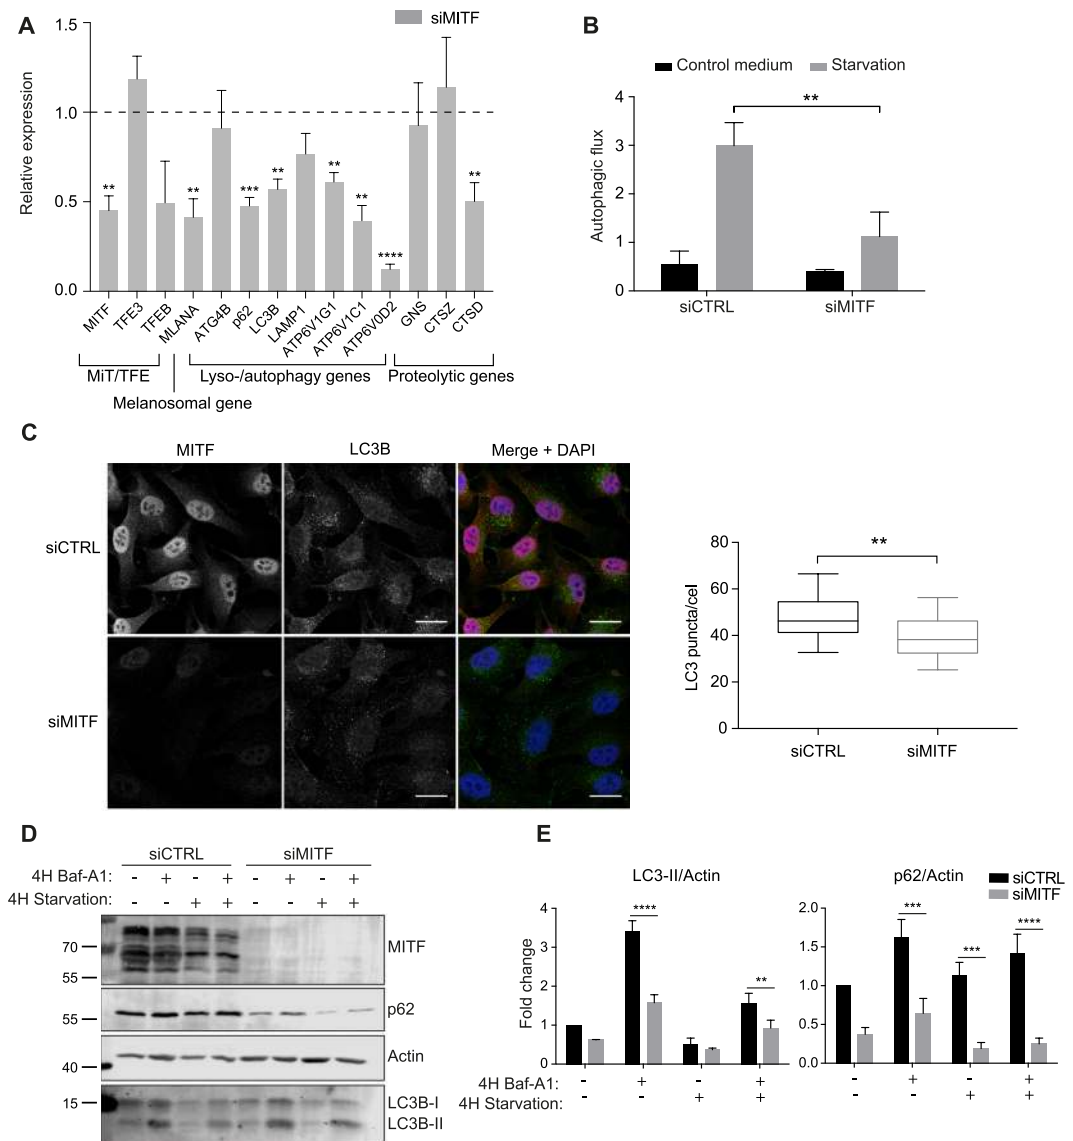 A
siMITF
Relative expression
1.5
1.0
0.5
0.0
** ** *** ** ** ** **** **
MITF TFE3 TFEB MLANA ATG4B p62 LC3B LAMP1 ATP6V1G1 ATP6V1C1 ATP6V0D2 GNS CTSZ CTSD
MiT/TFE Lyso-/autophagy genes Proteolytic genes
Melanosomal gene
B
Control medium Starvation
Autophagic flux
4
3
2
1
0
**
siCTRL siMITF
C
MITF LC3B Merge + DAPI
siCTRL
siMITF
LC3 puncta/cel
80
60
40
20
0
**
siCTRL siMITF
D
siCTRL siMITF
4H Baf-A1: - + - + - + - +
4H Starvation: - - + + - - + +
70
55
MITF
55
p62
40
Actin
15
LC3B-I
LC3B-II
E
siCTRL
siMITF
LC3-II/Actin
Fold change
4
3
2
1
0
**** **
4H Baf-A1: - + - +
4H Starvation: - - + +
p62/Actin
2.0
1.5
1.0
0.5
0.0
*** *** ****
- + - +
- - + +